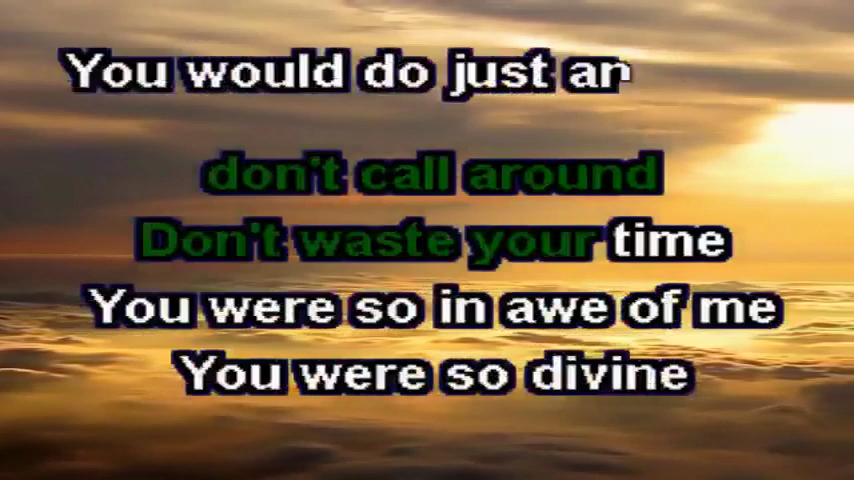 You would do just an
don't call around
Don't waste your time
You were so in awe of me
You were so divine